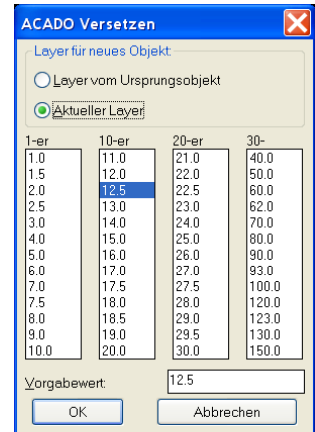 ACADO Versetzen
Layer für neues Objekt:
Layer vom Ursprungsobjekt
Aktueller Layer
1-er 10-er 20-er 30-
1.0 11.0 21.0 40.0
1.5 12.0 22.0 50.0
2.0 12.5 22.5 60.0
2.5 13.0 23.0 62.0
3.0 14.0 24.0 70.0
4.0 15.0 25.0 80.0
5.0 16.0 26.0 90.0
6.0 17.0 27.0 93.0
7.0 17.5 27.5 100.0
7.5 18.0 28.0 120.0
8.0 18.5 29.0 123.0
9.0 19.0 29.5 130.0
10.0 20.0 30.0 150.0
Vorgabewert: 12.5
OK Abbrechen